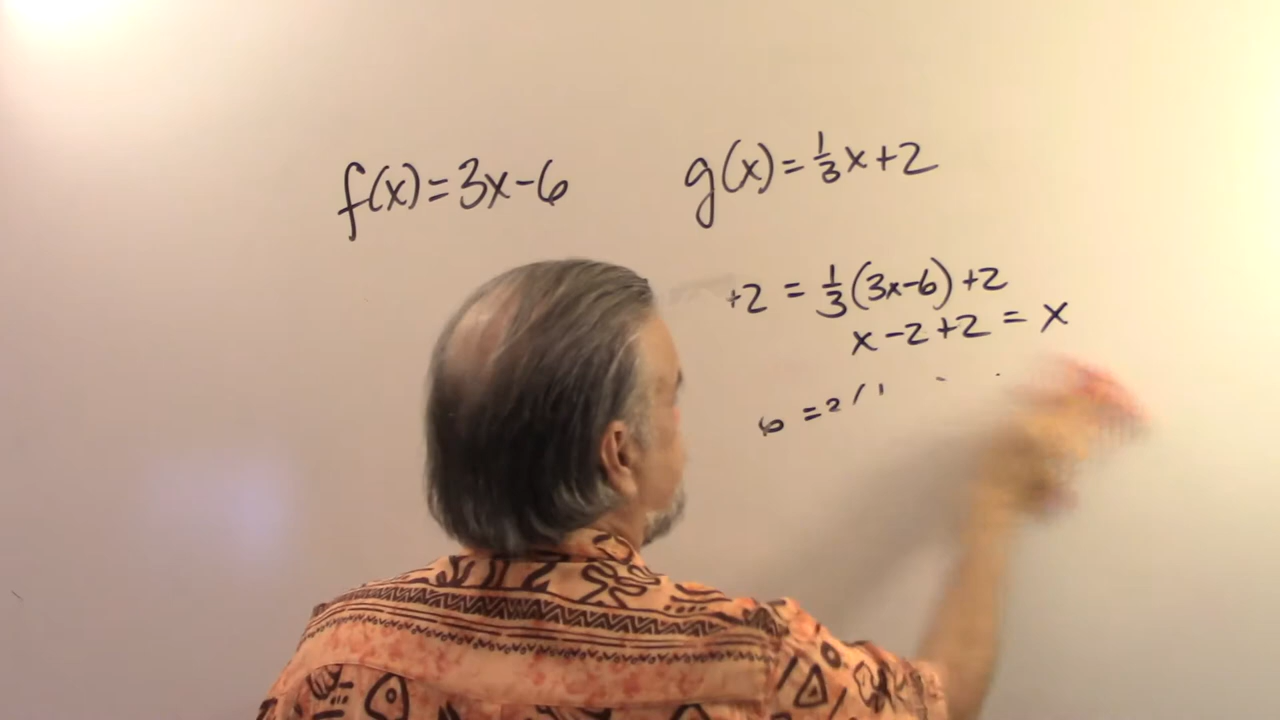 f(x)=3x-6
g(x)=⅓x+2
+2 = ⅓(3x-6)+2
x-2+2 = x
6 =